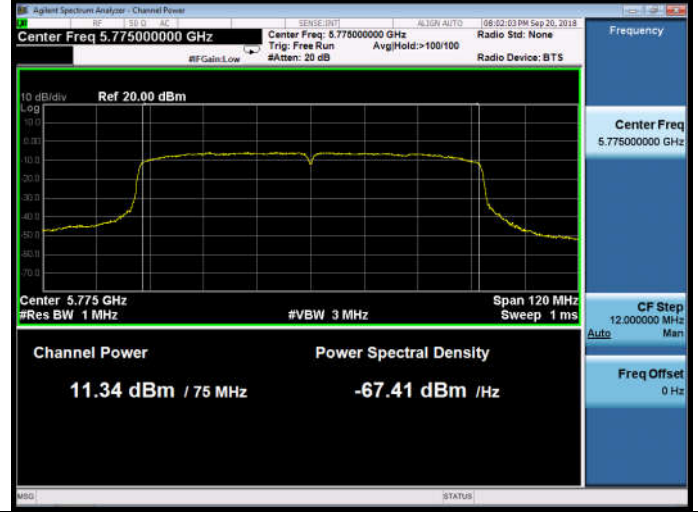 Agilent Spectrum Analyzer - Channel Power
RF 50 Ω AC SENSE:INT ALIGN AUTO 08:02:03 PM Sep 20, 2018
Center Freq 5.775000000 GHz
Center Freq: 5.775000000 GHz
Radio Std: None
Trig: Free Run Avg|Hold:>100/100
#IFGain:Low
#Atten: 20 dB
Radio Device: BTS
10 dB/div Ref 20.00 dBm
Log
10.0
0.00
-10.0
-20.0
-30.0
-40.0
-50.0
-60.0
-70.0
Center 5.775 GHz
Span 120 MHz
#Res BW 1 MHz
#VBW 3 MHz
Sweep 1 ms
Channel Power
Power Spectral Density
11.34 dBm / 75 MHz
-67.41 dBm /Hz
Frequency
Center Freq
5.775000000 GHz
CF Step
12.000000 MHz
Auto Man
Freq Offset
0 Hz
MSG
STATUS